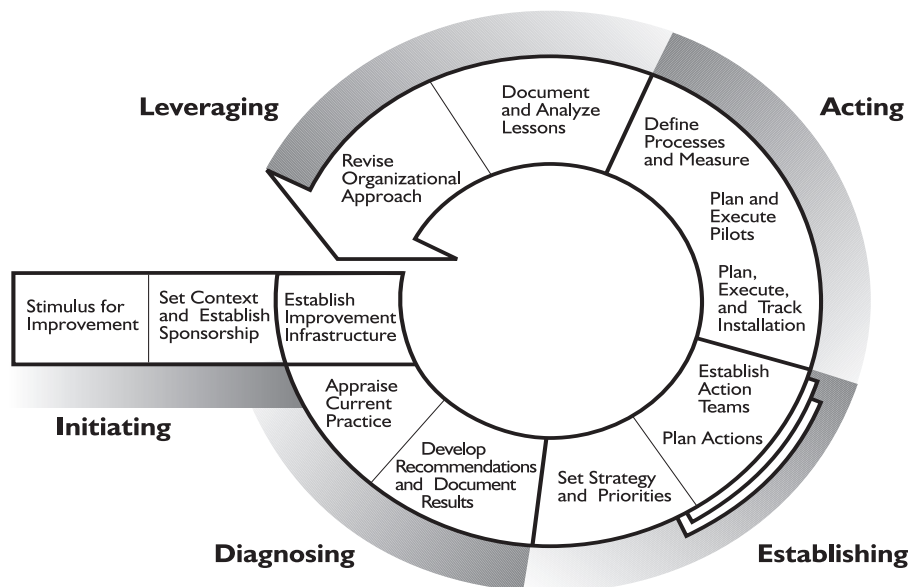 Leveraging
Acting
Document
and Analyze
Lessons
Define
Processes
and Measure
Revise
Organizational
Approach
Plan and
Execute
Pilots
Plan,
Execute,
and Track
Installation
Stimulus for
Improvement
Set Context
and Establish
Sponsorship
Establish
Improvement
Infrastructure
Appraise
Current
Practice
Establish
Action
Teams
Plan Actions
Develop
Recommendations
and Document
Results
Set Strategy
and Priorities
Initiating
Diagnosing
Establishing